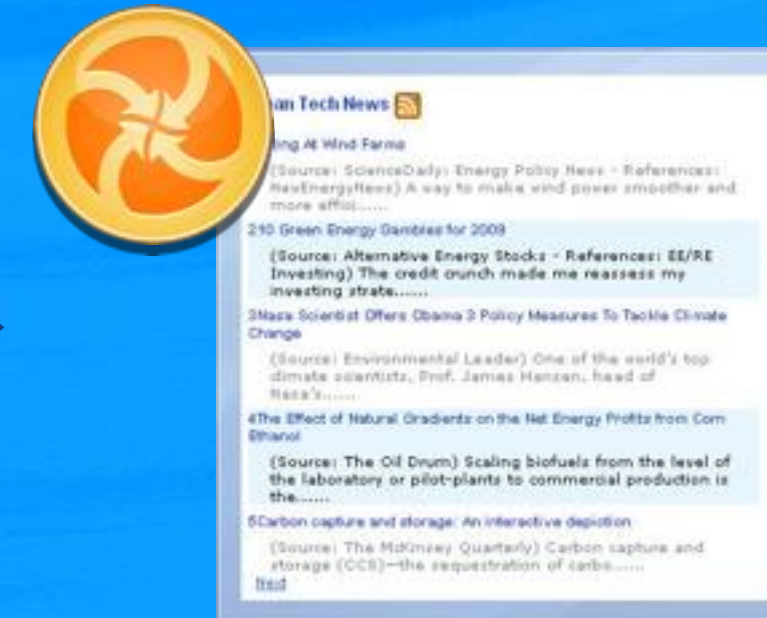 an Tech News
ing At Wind Farms
(Source: ScienceDaily: Energy Policy News - References:
NewEnergyNews) A way to make wind power smoother and
more effici......
210 Green Energy Gambles for 2009
(Source: Alternative Energy Stocks - References: EE/RE
Investing) The credit crunch made me reassess my
investing strate......
3Nasa Scientist Offers Obama 3 Policy Measures To Tackle Climate
Change
(Source: Environmental Leader) One of the world's top
climate scientists, Prof. James Hansen, head of
Nasa's......
4The Effect of Natural Gradients on the Net Energy Profits from Corn
Ethanol
(Source: The Oil Drum) Scaling biofuels from the level of
the laboratory or pilot-plants to commercial production is
the......
5Carbon capture and storage: An interactive depiction
(Source: The McKinsey Quarterly) Carbon capture and
storage (CCS)—the sequestration of carbo......
Next